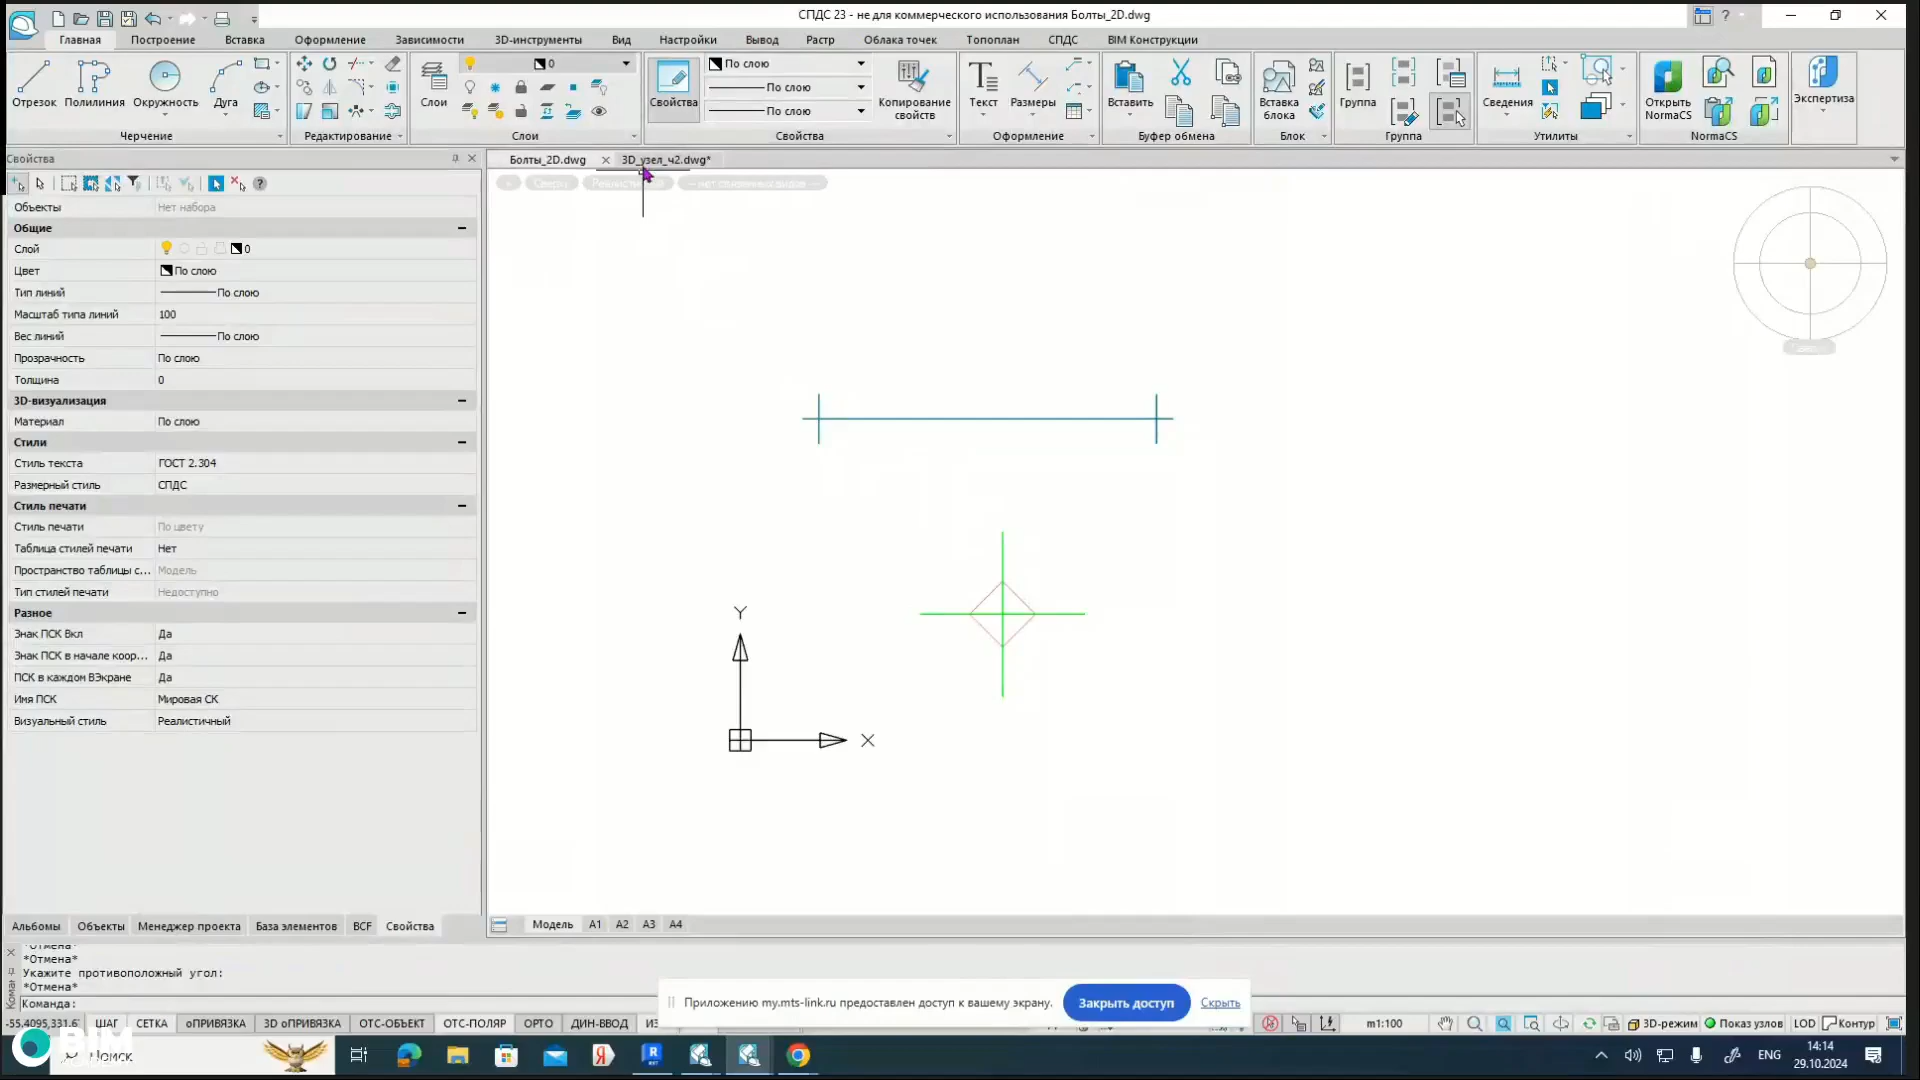 СПДС 23 - не для коммерческого использования Болты_2D.dwg
Главная Построение Вставка Оформление Зависимости 3D-инструменты Вид Настройки Вывод Растр Облака точек Топоплан СПДС BIM Конструкции
Отрезок Полилиния Окружность Дуга
Черчение
Редактирование
Слои
0
Слои
Свойства
По слою
По слою
По слою
Копирование свойств
Свойства
Текст Размеры
Оформление
Вставить
Буфер обмена
Вставка блока
Блок
Группа
Группа
Сведения
Утилиты
Открыть NormaCS
NormaCS
Экспертиза
Свойства
Болты_2D.dwg
3D_узел_ч2.dwg*
Объекты Нет набора
Общие
Слой 0
Цвет По слою
Тип линий По слою
Масштаб типа линий 100
Вес линий По слою
Прозрачность По слою
Толщина 0
3D-визуализация
Материал По слою
Стили
Стиль текста ГОСТ 2.304
Размерный стиль СПДС
Стиль печати
Стиль печати По цвету
Таблица стилей печати Нет
Пространство таблицы с... Модель
Тип стилей печати Недоступно
Разное
Знак ПСК Вкл Да
Знак ПСК в начале коор... Да
ПСК в каждом ВЭкране Да
Имя ПСК Мировая СК
Визуальный стиль Реалистичный
Y
X
Альбомы Объекты Менеджер проекта База элементов BCF Свойства
Модель A1 A2 A3 A4
*Отмена*
*Отмена*
Укажите противоположный угол:
*Отмена*
Команда:
Приложению my.mts-link.ru предоставлен доступ к вашему экрану.
Закрыть доступ
Скрыть
ШАГ СЕТКА оПРИВЯЗКА 3D оПРИВЯЗКА ОТС-ОБЪЕКТ ОТС-ПОЛЯР ОРТО ДИН-ВВОД ИЗ
m1:100
3D-режим Показ узлов LOD Контур
BIM
Поиск
ENG
14:14
29.10.2024